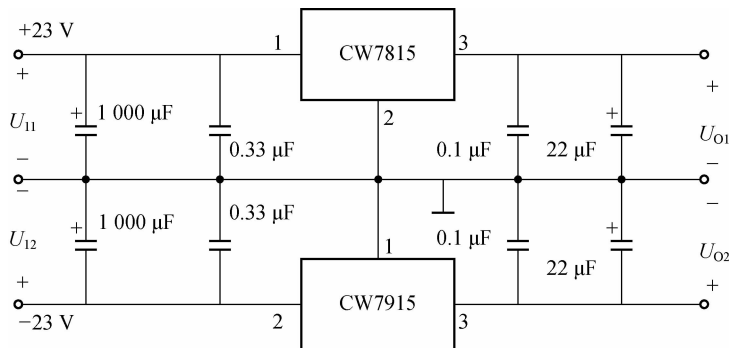 +23 V
1
CW7815
3
+
+
2
+
1 000 μF
+
U11
0.33 μF
0.1 μF
22 μF
UO1
−
−
−
−
0.33 μF
+
1 000 μF
1
0.1 μF
+
U12
22 μF
UO2
+
+
−23 V
2
CW7915
3